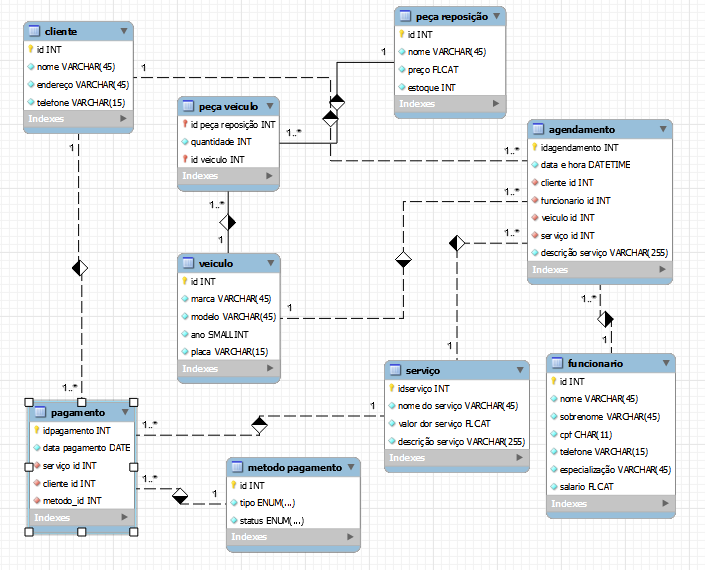 cliente
id INT
nome VARCHAR(45)
endereço VARCHAR(45)
telefone VARCHAR(15)
Indexes
peça reposição
id INT
nome VARCHAR(45)
preço FLCAT
estoque INT
Indexes
peça veiculo
id peça reposição INT
quantidade INT
id veiculo INT
Indexes
agendamento
idagendamento INT
data e hora DATETIME
cliente id INT
funcionario id INT
veiculo id INT
serviço id INT
descrição serviço VARCHAR(255)
Indexes
veiculo
id INT
marca VARCHAR(45)
modelo VARCHAR(45)
ano SMALLINT
placa VARCHAR(15)
Indexes
serviço
idserviço INT
nome do serviço VARCHAR(45)
valor dor serviço FLCAT
descrição serviço VARCHAR(255)
Indexes
funcionario
id INT
nome VARCHAR(45)
sobrenome VARCHAR(45)
cpf CHAR(11)
telefone VARCHAR(15)
especialização VARCHAR(45)
salario FLCAT
Indexes
pagamento
idpagamento INT
data pagamento DATE
serviço id INT
cliente id INT
metodo_id INT
Indexes
metodo pagamento
id INT
tipo ENUM(...)
status ENUM(...)
Indexes
1
1..*
1
1..*
1
1..*
1..*
1
1
1..*
1..*
1
1..*
1
1..*
1
1..*
1